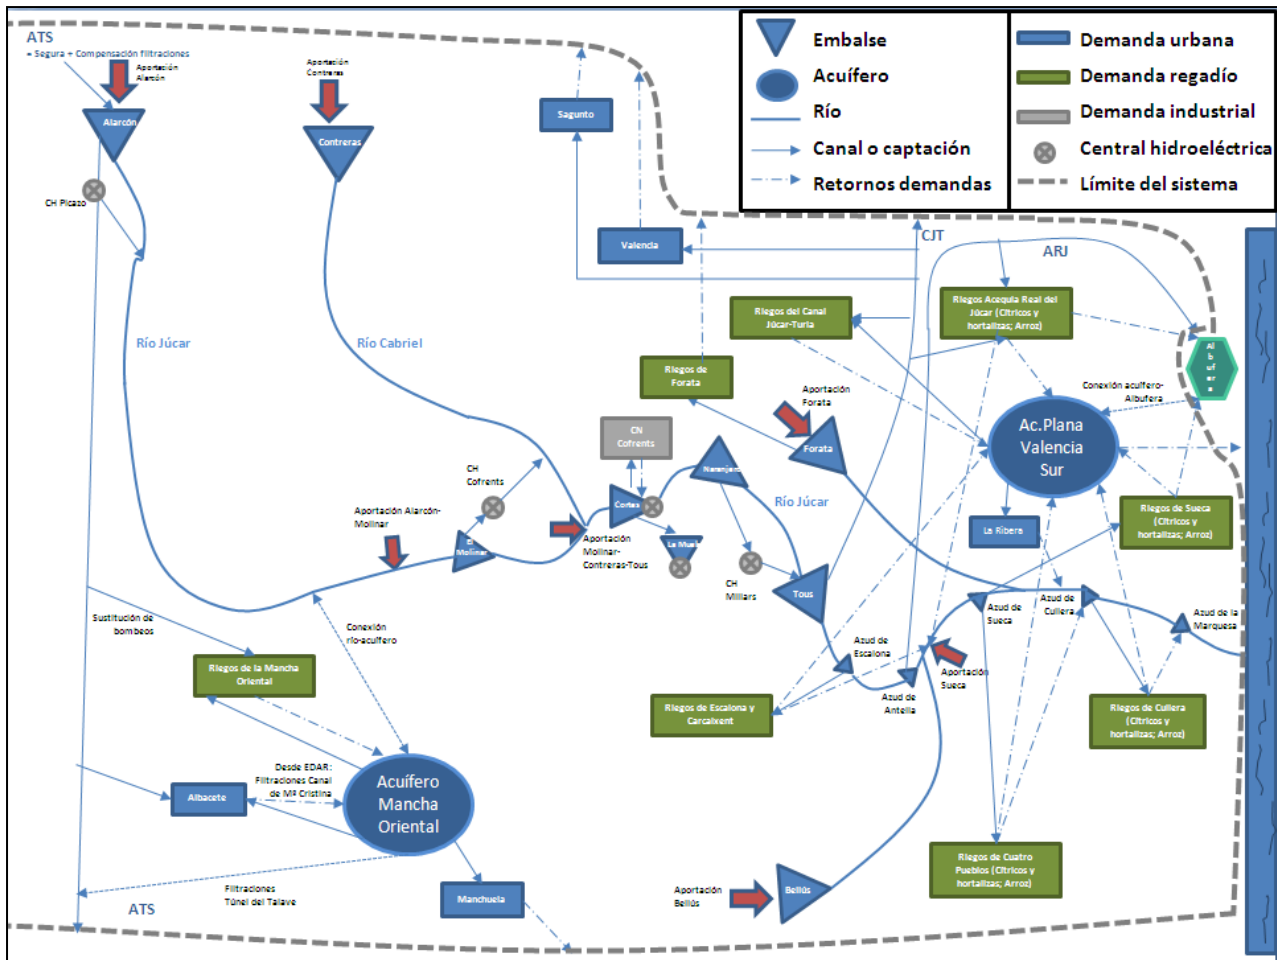 ATS
= Segura + Compensación filtraciones
Aportación
Alarcón
Alarcón
CH Picazo
Aportación
Contreras
Contreras
Sagunto
Valencia
Embalse
Acuífero
Río
Canal o captación
Retornos demandas
Demanda urbana
Demanda regadío
Demanda industrial
Central hidroeléctrica
Límite del sistema
CJT
ARJ
Río Júcar
Río Cabriel
Riegos del Canal
Júcar-Turia
Riegos Acequia Real del
Júcar (Cítricos y
hortalizas; Arroz)
Al
b
uf
er
a
Riegos de
Forata
Aportación
Forata
Forata
Conexión acuífero-
Albufera
Ac.Plana
Valencia
Sur
CN
Cofrents
CH
Cofrents
Naranjero
Río Júcar
Cortes
La Muela
Aportación Alarcón-
Molinar
El
Molinar
Aportación
Molinar-
Contreras-Tous
CH
Millars
Tous
La Ribera
Riegos de Sueca
(Cítricos y
hortalizas; Arroz)
Azud de
Sueca
Azud de
Cullera
Azud de la
Marquesa
Sustitución de
bombeos
Conexión
río-acuífero
Azud de
Escalona
Azud de
Antella
Aportación
Sueca
Riegos de la Mancha
Oriental
Riegos de Escalona y
Carcaixent
Riegos de Cullera
(Cítricos y
hortalizas; Arroz)
Desde EDAR:
Filtraciones Canal
de Mª Cristina
Albacete
Acuífero
Mancha
Oriental
Filtraciones
Túnel del Talave
ATS
Manchuela
Aportación
Bellús
Bellús
Riegos de Cuatro
Pueblos (Cítricos y
hortalizas; Arroz)